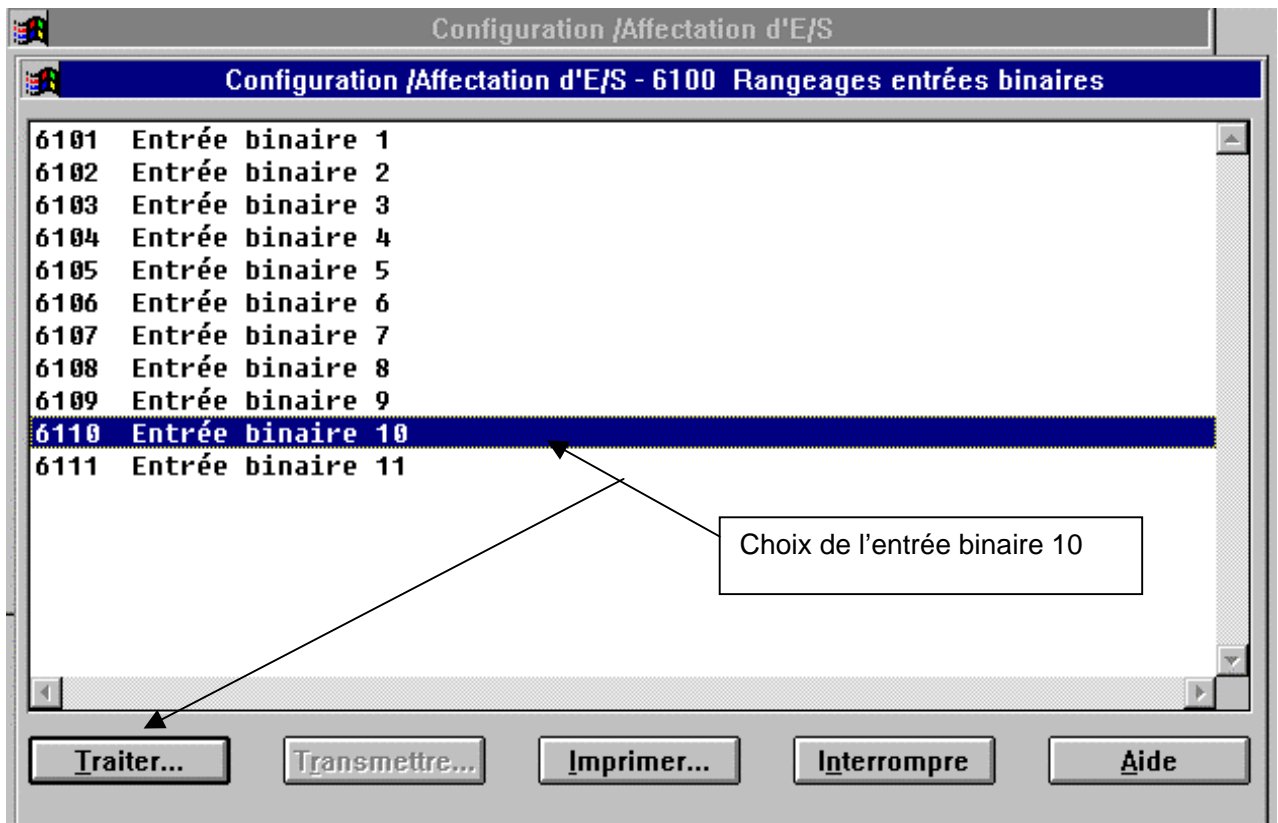 Configuration /Affectation d'E/S
Configuration /Affectation d'E/S - 6100 Rangeages entrées binaires
6101 Entrée binaire 1
6102 Entrée binaire 2
6103 Entrée binaire 3
6104 Entrée binaire 4
6105 Entrée binaire 5
6106 Entrée binaire 6
6107 Entrée binaire 7
6108 Entrée binaire 8
6109 Entrée binaire 9
6110 Entrée binaire 10
6111 Entrée binaire 11
Choix de l’entrée binaire 10
Traiter... Transmettre... Imprimer... Interrompre Aide